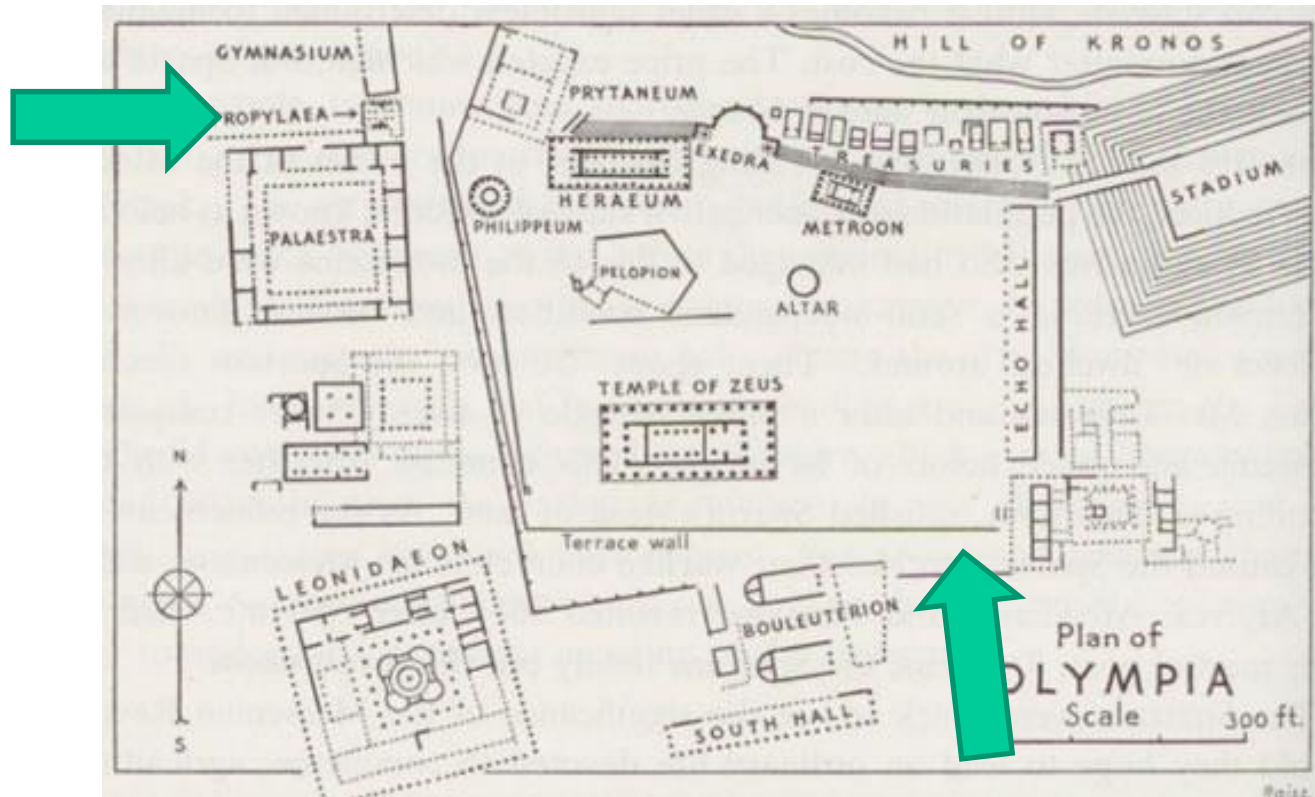 GYMNASIUM
HILL OF KRONOS
ROPYLAEA
PRYTANEUM
EXEDRA
TREASURIES
STADIUM
HERAEUM
PHILIPPEUM
METROON
PALAESTRA
PELOPION
ALTAR
ECHO HALL
TEMPLE OF ZEUS
N
Terrace wall
LEONIDAEON
BOULEUTERION
Plan of
OLYMPIA
SOUTH HALL
Scale 300 ft.
S